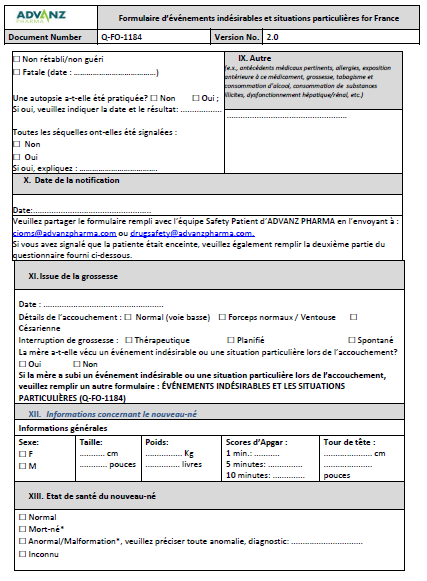 ADVANZ
PHARMA
Formulaire d'événements indésirables et situations particulières for France
Document Number Q-FO-1184 Version No. 2.0
☐ Non rétabli/non guéri
☐ Fatale (date : ……………………………)
Une autopsie a-t-elle été pratiquée? ☐ Non ☐ Oui ;
Si oui, veuillez indiquer la date et le résultat: ………………
Toutes les séquelles ont-elles été signalées :
☐ Non
☐ Oui
Si oui, expliquez : …………………………
IX. Autre
(e.x., antécédents médicaux pertinents, allergies, exposition
antérieure à ce médicament, grossesse, tabagisme et
consommation d'alcool, consommation de substances
illicites, dysfonctionnement hépatique/rénal, etc.)
…………………………………………
X. Date de la notification
Date:…………………………………………
Veuillez partager le formulaire rempli avec l'équipe Safety Patient d'ADVANZ PHARMA en l'envoyant à :
cioms@advanzpharma.com ou drugsafety@advanzpharma.com.
Si vous avez signalé que la patiente était enceinte, veuillez également remplir la deuxième partie du
questionnaire fourni ci-dessous.
XI. Issue de la grossesse
Date : …………………………………………
Détails de l'accouchement : ☐ Normal (voie basse) ☐ Forceps normaux / Ventouse ☐
Césarienne
Interruption de grossesse : ☐ Thérapeutique ☐ Planifié ☐ Spontané
La mère a-t-elle vécu un événement indésirable ou une situation particulière lors de l'accouchement?
☐ Oui ☐ Non
Si la mère a subi un événement indésirable ou une situation particulière lors de l'accouchement,
veuillez remplir un autre formulaire : ÉVÉNEMENTS INDÉSIRABLES ET LES SITUATIONS
PARTICULIÈRES (Q-FO-1184)
XII. Informations concernant le nouveau-né
Informations générales
Sexe:
☐ F
☐ M
Taille:
………. cm
………. pouces
Poids:
………. Kg
………… livres
Scores d'Apgar :
1 min.: ……….
5 minutes: …………
10 minutes: …………
Tour de tête :
……………… cm
………………
pouces
XIII. Etat de santé du nouveau-né
☐ Normal
☐ Mort-né*
☐ Anormal/Malformation*, veuillez préciser toute anomalie, diagnostic: …………………………
☐ Inconnu